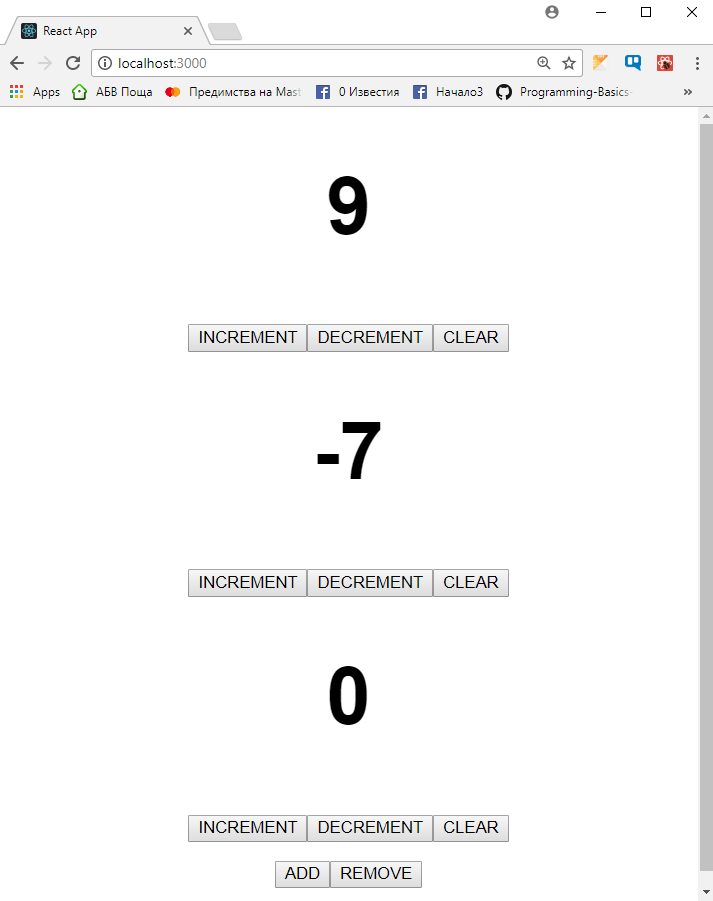 React App
localhost:3000
Apps АБВ Поща Предимства на Mast 0 Известия Начало3 Programming-Basics- »
9
INCREMENT DECREMENT CLEAR
-7
INCREMENT DECREMENT CLEAR
0
INCREMENT DECREMENT CLEAR
ADD REMOVE